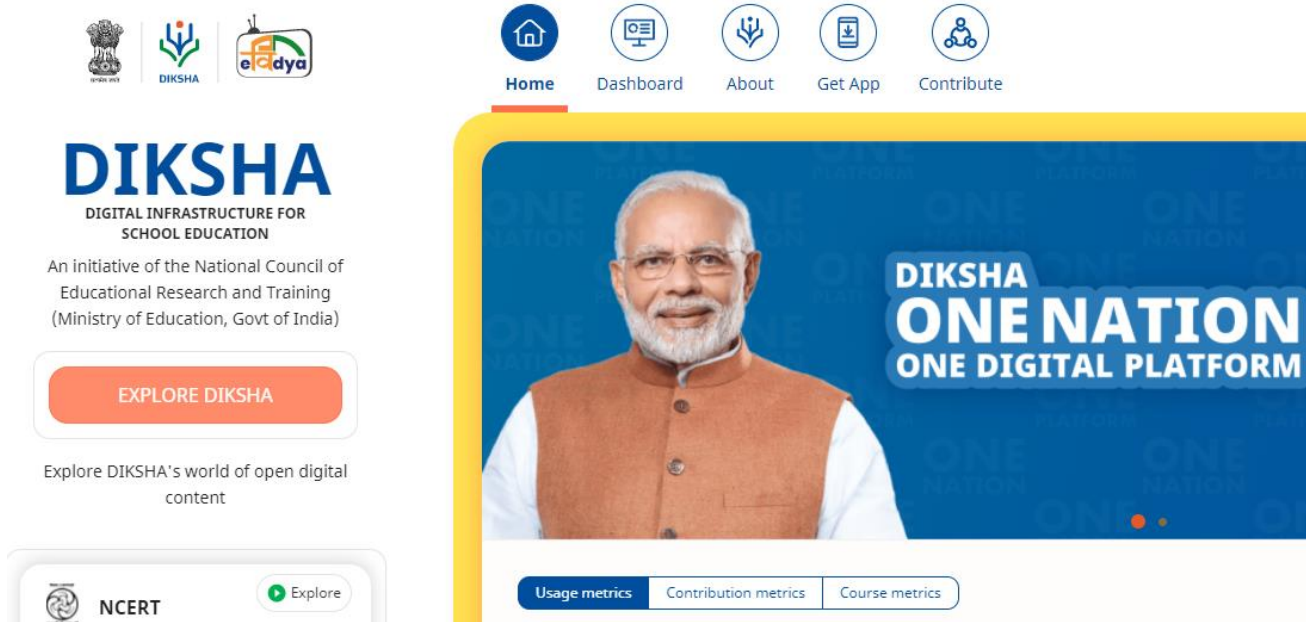 DIKSHA
eविद्या
Home
Dashboard
About
Get App
Contribute
DIKSHA
DIGITAL INFRASTRUCTURE FOR
SCHOOL EDUCATION
An initiative of the National Council of
Educational Research and Training
(Ministry of Education, Govt of India)
EXPLORE DIKSHA
Explore DIKSHA's world of open digital
content
NCERT
Explore
DIKSHA
ONE NATION
ONE DIGITAL PLATFORM
Usage metrics
Contribution metrics
Course metrics